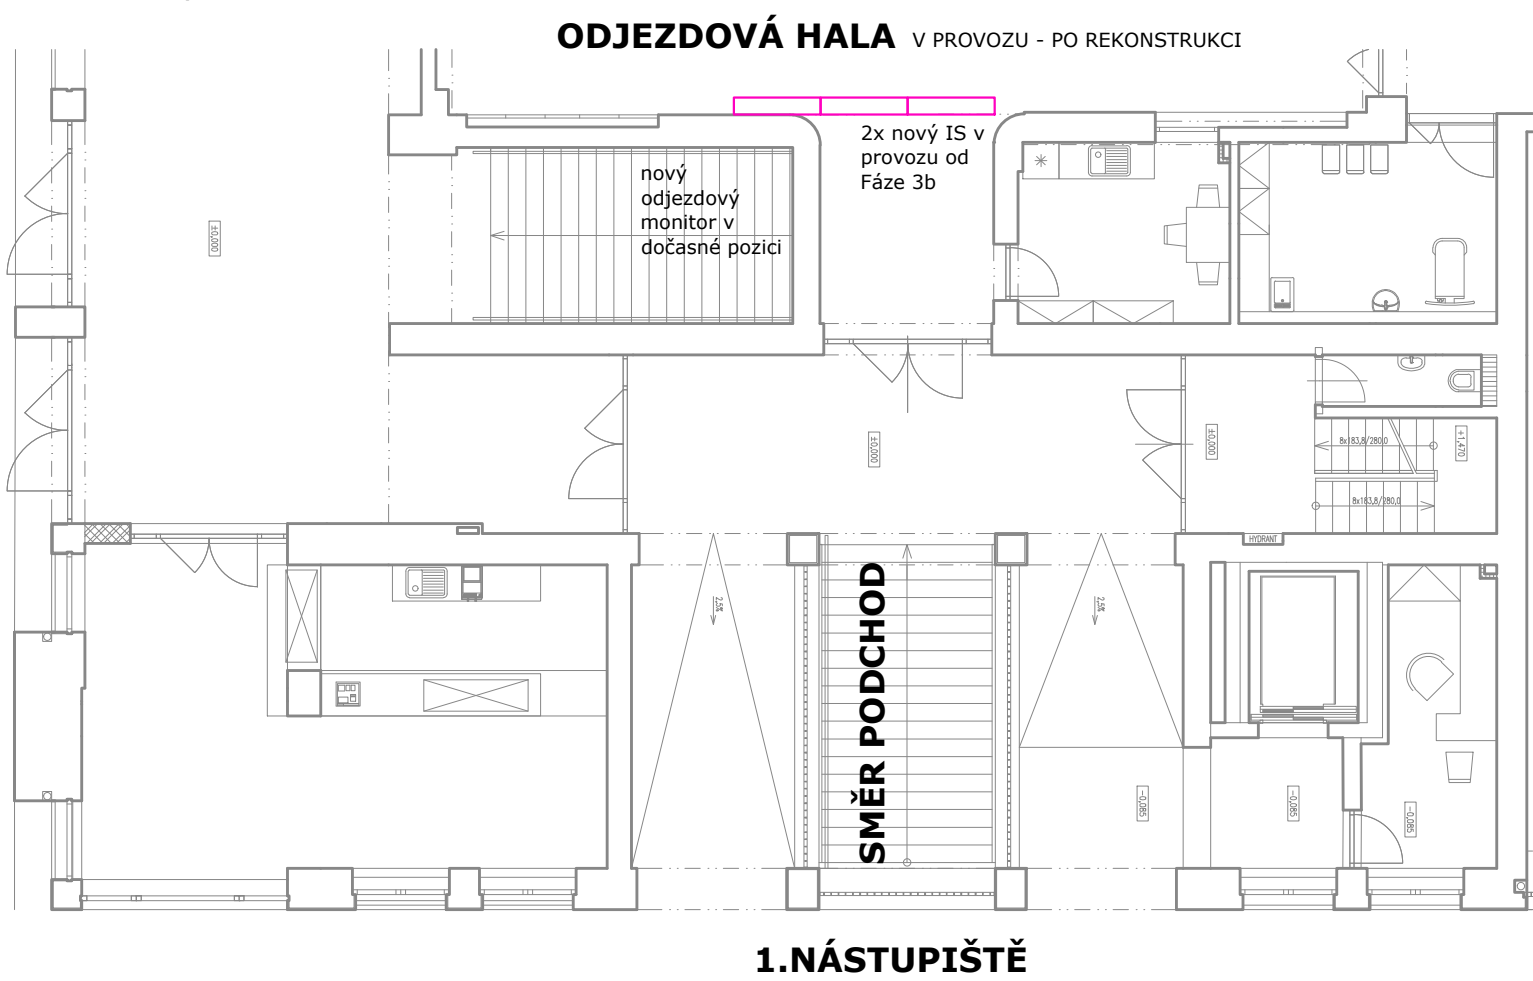 ODJEZDOVÁ HALA V PROVOZU - PO REKONSTRUKCI
2x nový IS v
provozu od
Fáze 3b
nový
odjezdový
monitor v
dočasné pozici
±0,000
±0,000
±0,000
+1,470
8x183,8/280,0
8x183,8/280,0
HYDRANT
2,5%
2,5%
SMĚR PODCHOD
-0,085
-0,085
-0,085
1.NÁSTUPIŠTĚ